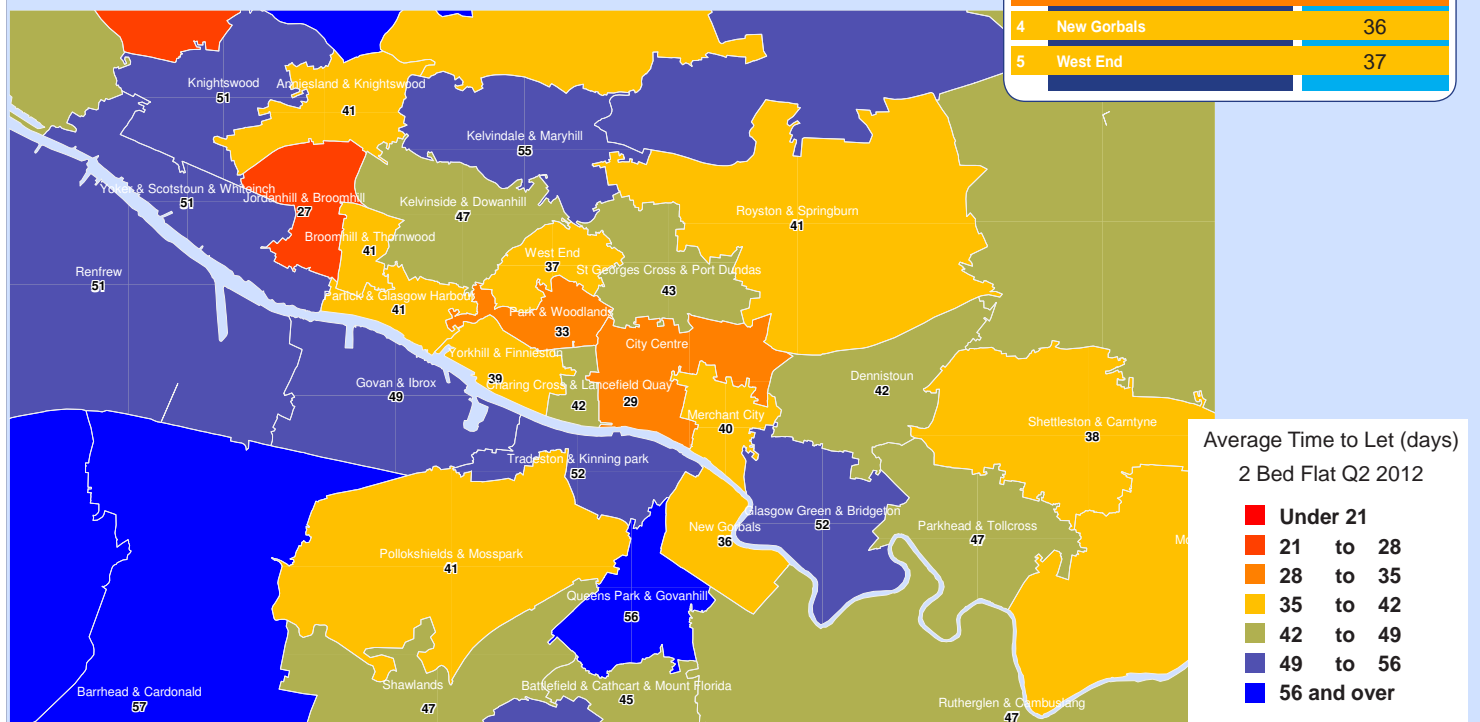 4 New Gorbals 36
5 West End 37
Knightswood
51
Anniesland & Knightswood
41
Kelvindale & Maryhill
55
Yoker & Scotstoun & Whiteinch
51
Jordanhill & Broomhill
27
Kelvinside & Dowanhill
47
Royston & Springburn
41
Broomhill & Thornwood
41
West End
37
St Georges Cross & Port Dundas
43
Renfrew
51
Partick & Glasgow Harbour
41
Park & Woodlands
33
City Centre
29
Yorkhill & Finnieston
39
Govan & Ibrox
49
Charing Cross & Lancefield Quay
42
Dennistoun
42
Merchant City
40
Shettleston & Carntyne
38
Tradeston & Kinning park
52
Glasgow Green & Bridgeton
52
New Gorbals
36
Parkhead & Tollcross
47
Pollokshields & Mosspark
41
Queens Park & Govanhill
56
Barrhead & Cardonald
57
Shawlands
47
Battlefield & Cathcart & Mount Florida
45
Rutherglen & Cambuslang
47
Average Time to Let (days)
2 Bed Flat Q2 2012
Under 21
21 to 28
28 to 35
35 to 42
42 to 49
49 to 56
56 and over